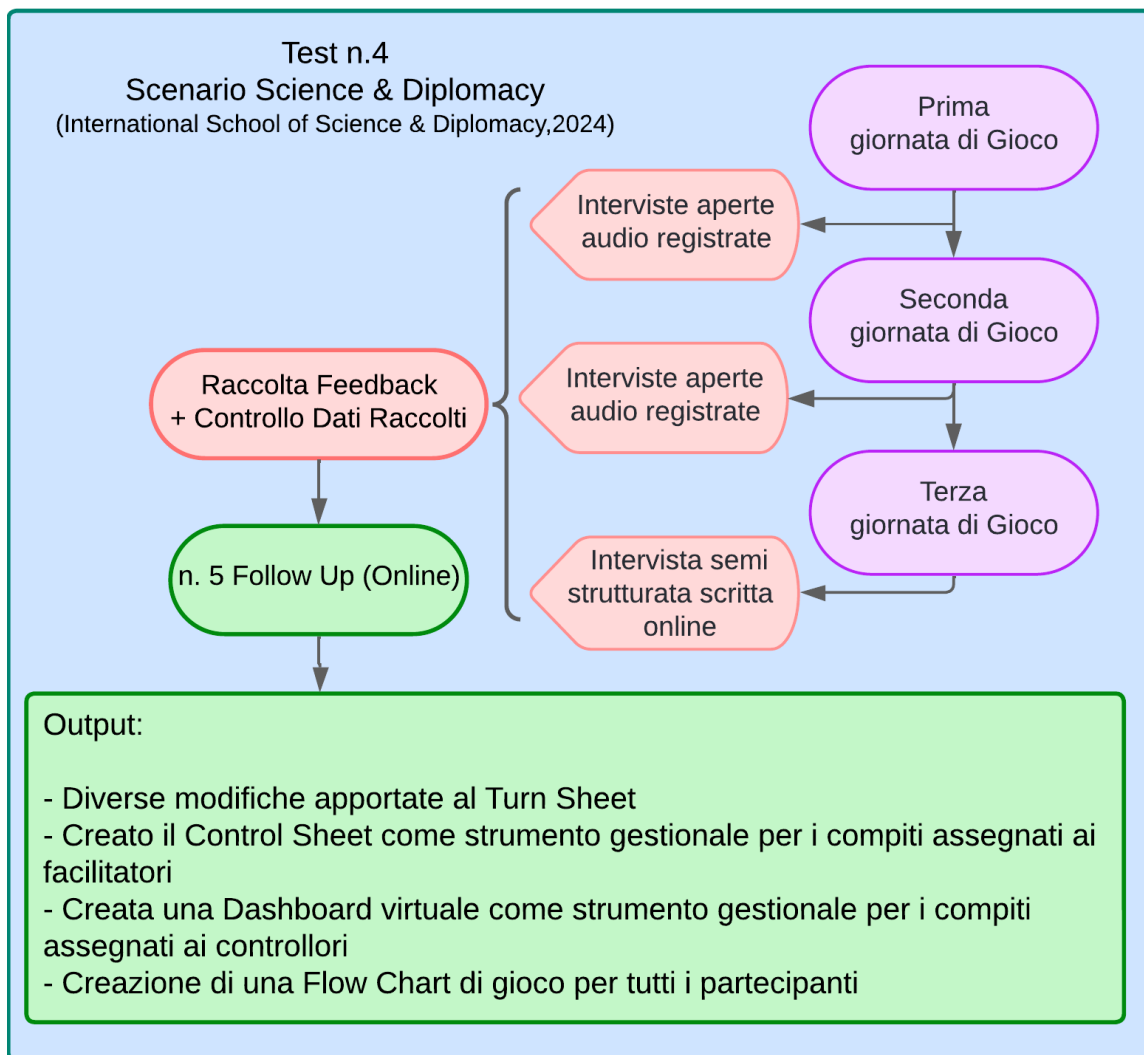 Test n.4
Scenario Science & Diplomacy
(International School of Science & Diplomacy,2024)
Prima
giornata di Gioco
Interviste aperte
audio registrate
Seconda
giornata di Gioco
Interviste aperte
audio registrate
Raccolta Feedback
+ Controllo Dati Raccolti
Terza
giornata di Gioco
Intervista semi
strutturata scritta
online
n. 5 Follow Up (Online)
Output:
- Diverse modifiche apportate al Turn Sheet
- Creato il Control Sheet come strumento gestionale per i compiti assegnati ai
facilitatori
- Creata una Dashboard virtuale come strumento gestionale per i compiti
assegnati ai controllori
- Creazione di una Flow Chart di gioco per tutti i partecipanti